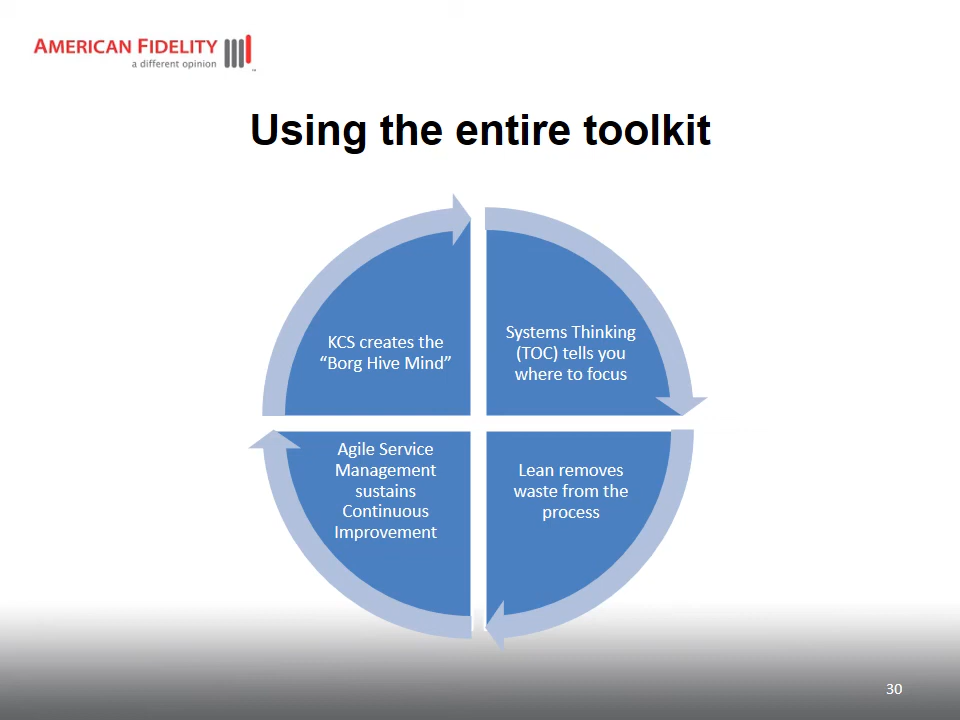 AMERICAN FIDELITY
a different opinion
™
Using the entire toolkit
KCS creates the
“Borg Hive Mind”
Systems Thinking
(TOC) tells you
where to focus
Agile Service
Management
sustains
Continuous
Improvement
Lean removes
waste from the
process
30